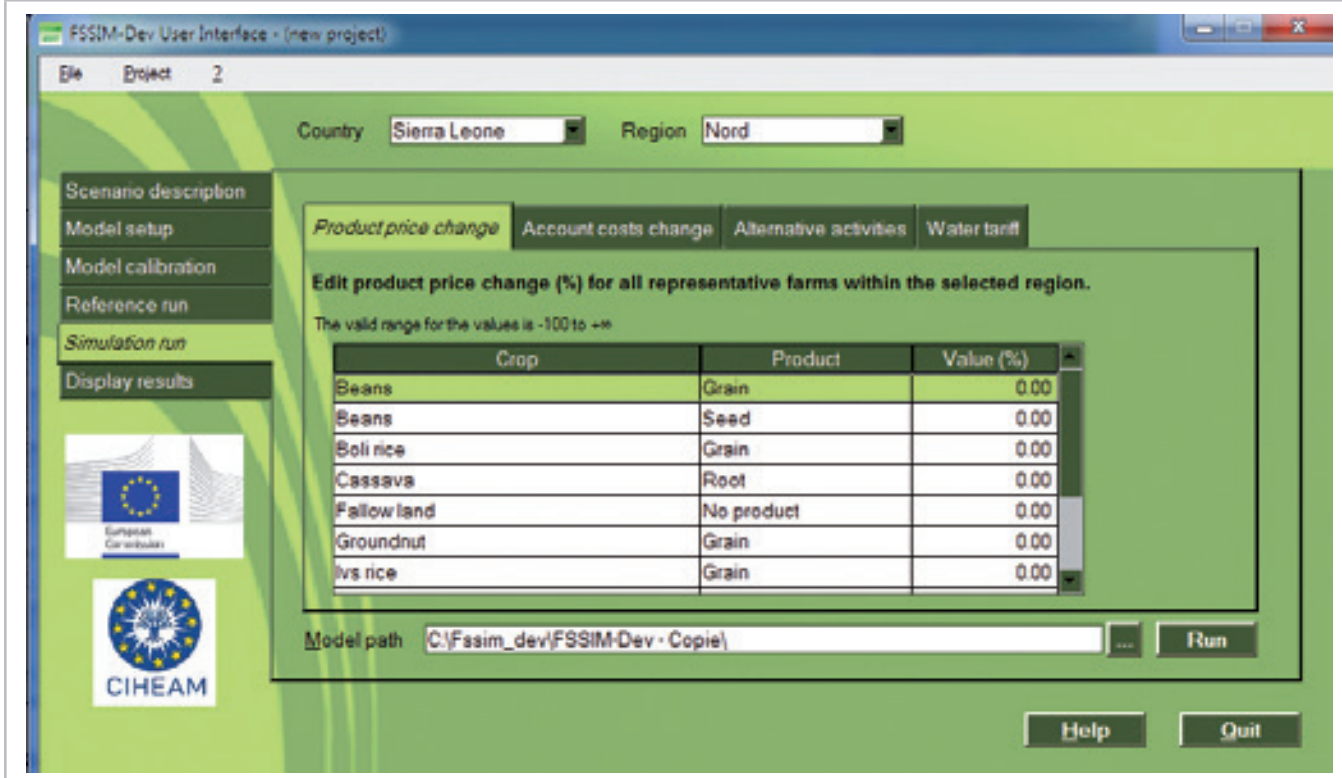 FSSIM-Dev User Interface - (new project)
File Project ?
Country Sierra Leone Region Nord
Scenario description
Model setup
Model calibration
Reference run
Simulation run
Display results
Product price change Account costs change Alternative activities Water tariff
Edit product price change (%) for all representative farms within the selected region.
The valid range for the values is -100 to +∞
Crop Product Value (%)
Beans Grain 0.00
Beans Seed 0.00
Boli rice Grain 0.00
Cassava Root 0.00
Fallow land No product 0.00
Groundnut Grain 0.00
Ivs rice Grain 0.00
European
Commission
CIHEAM
Model path C:\Fssim_dev\FSSIM-Dev - Copie\ ... Run
Help Quit